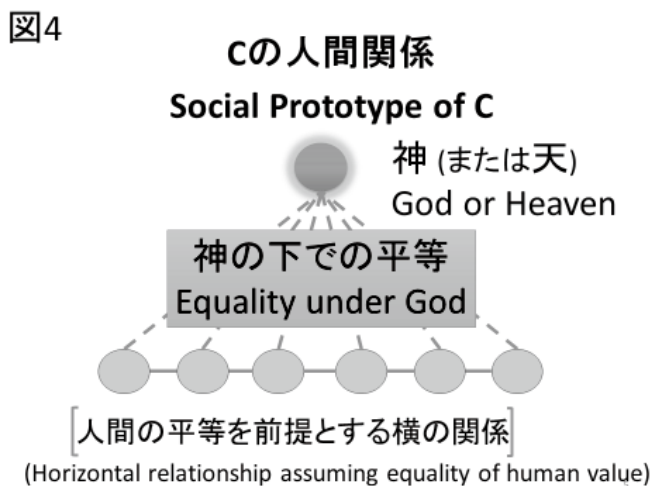 図4
Cの人間関係
Social Prototype of C
神 (または天)
God or Heaven
神の下での平等
Equality under God
[人間の平等を前提とする横の関係]
(Horizontal relationship assuming equality of human value)